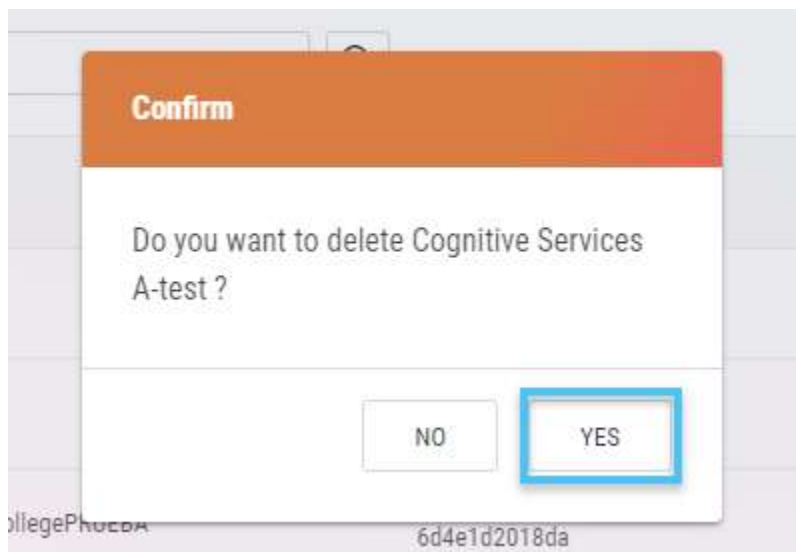 Confirm
Do you want to delete Cognitive Services
A-test ?
NO YES
6d4e1d2018da